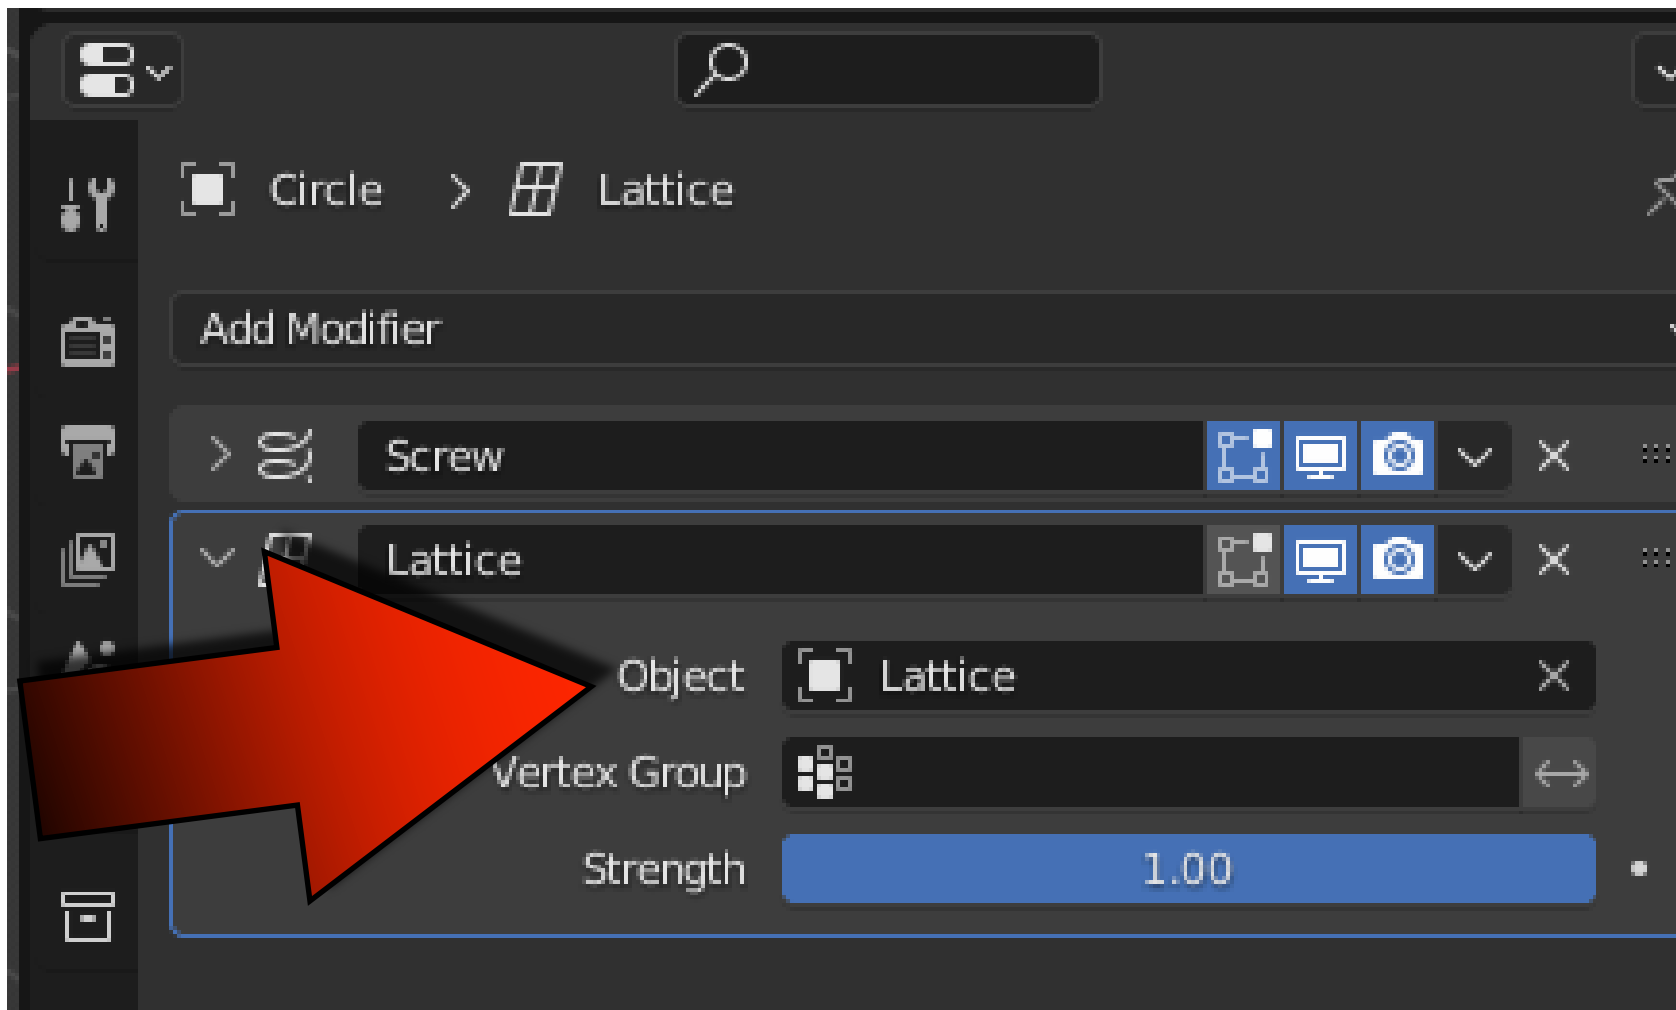 Circle > Lattice
Add Modifier
Screw
Lattice
Object Lattice
Vertex Group
Strength 1.00